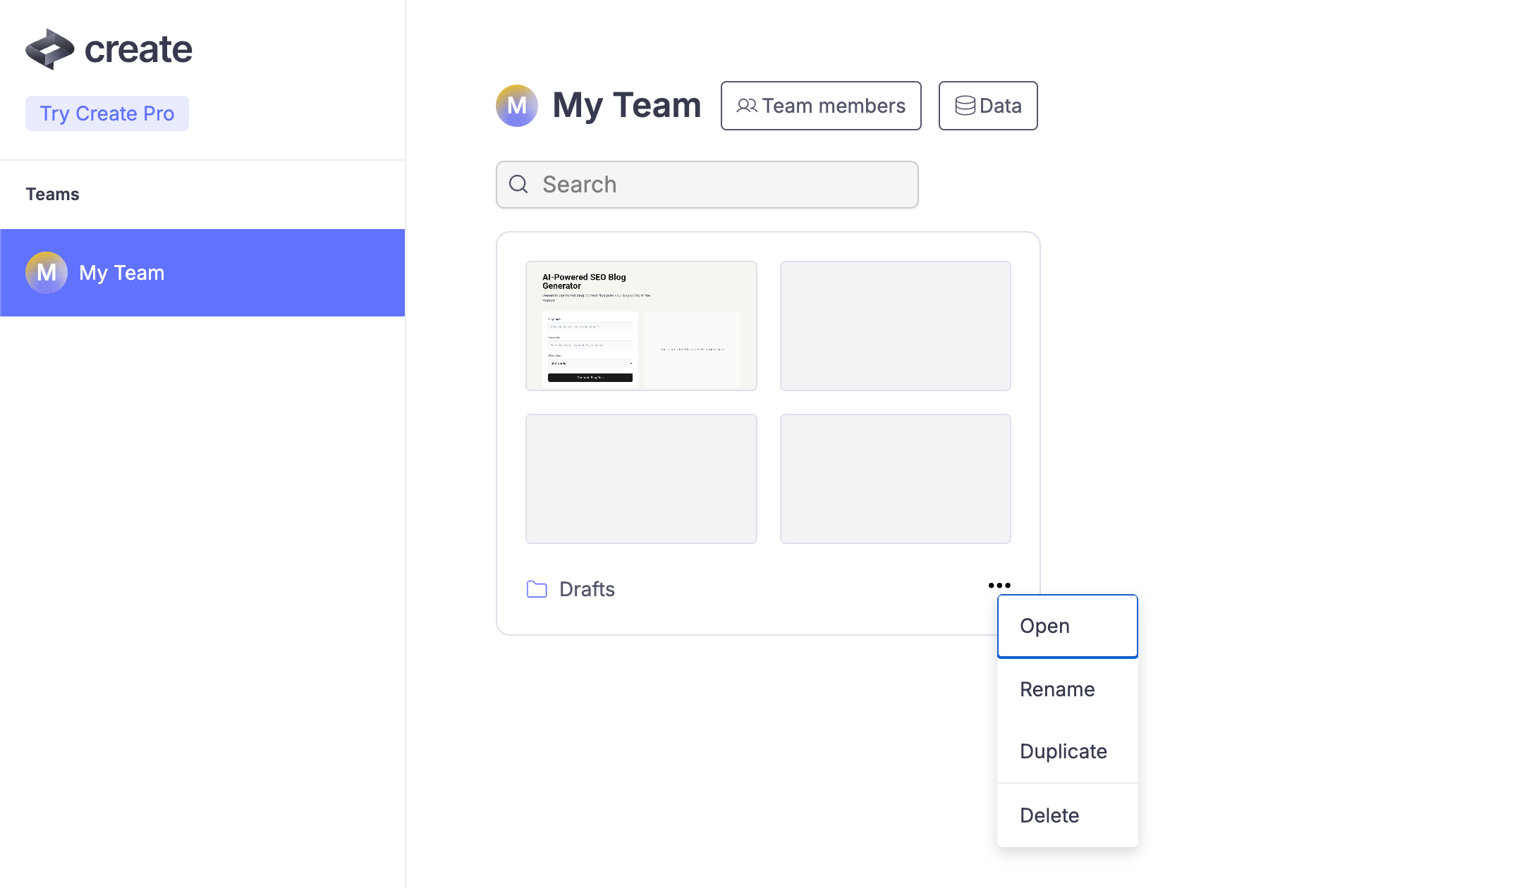 create
Try Create Pro
Teams
M My Team
M My Team Team members Data
Search
AI-Powered SEO Blog
Generator
Drafts
Open
Rename
Duplicate
Delete